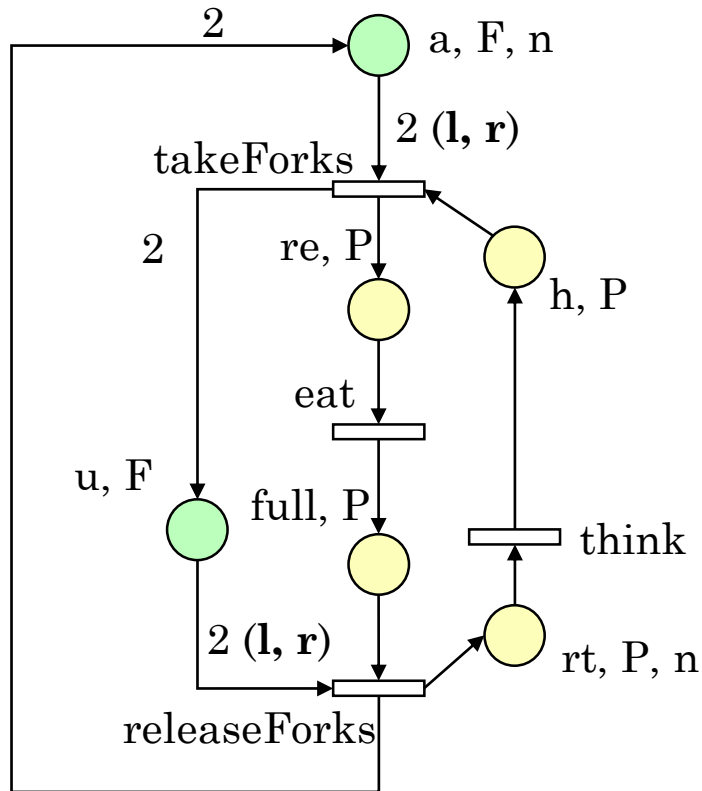 2
a, F, n
2 (l, r)
takeForks
2
re, P
h, P
eat
u, F
full, P
think
2 (l, r)
rt, P, n
releaseForks